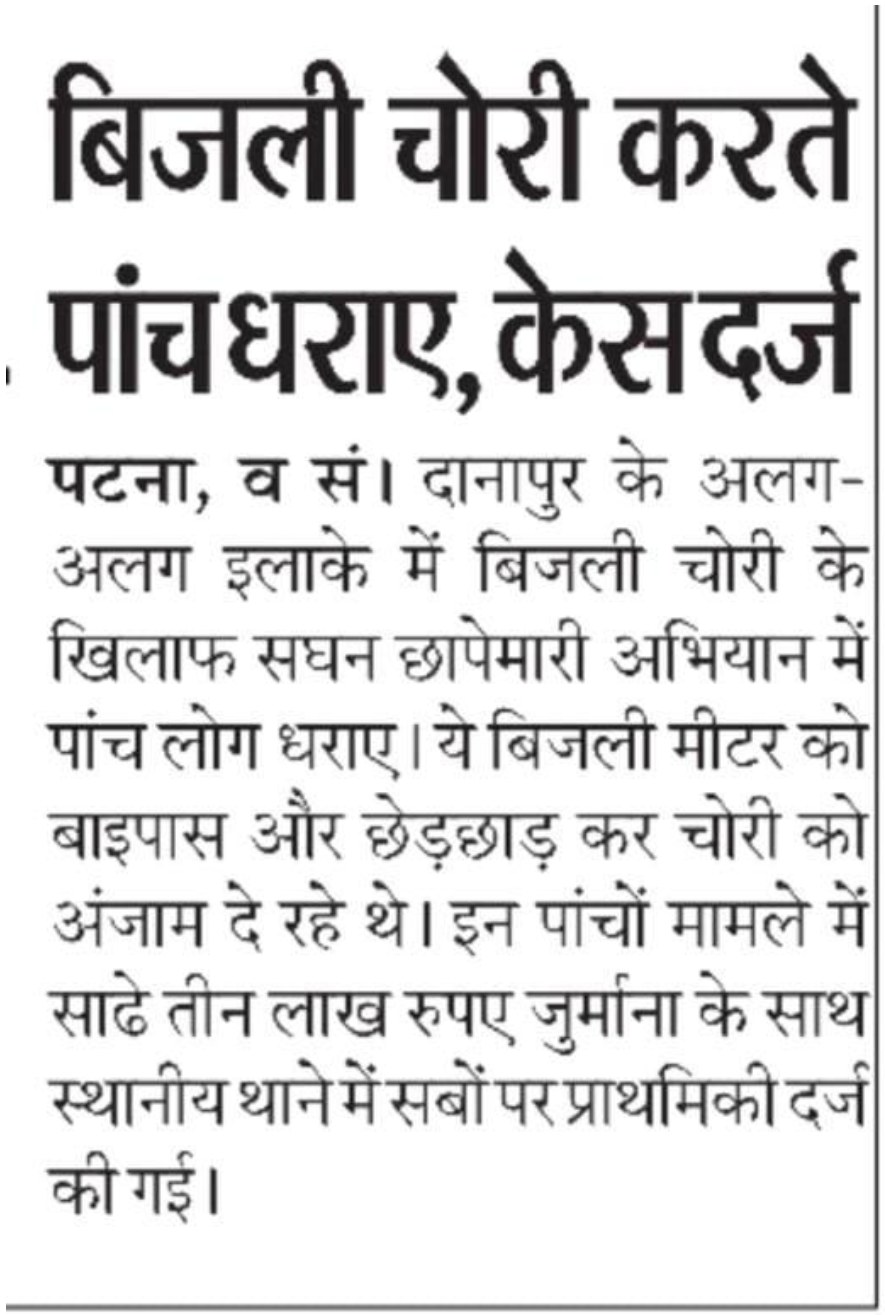 बिजली चोरी करते
पांच धराए, केस दर्ज
पटना, व सं। दानापुर के अलग-
अलग इलाके में बिजली चोरी के
खिलाफ सघन छापेमारी अभियान में
पांच लोग धराए। ये बिजली मीटर को
बाइपास और छेड़छाड़ कर चोरी को
अंजाम दे रहे थे। इन पांचों मामले में
साढे तीन लाख रुपए जुर्माना के साथ
स्थानीय थाने में सबों पर प्राथमिकी दर्ज
की गई।